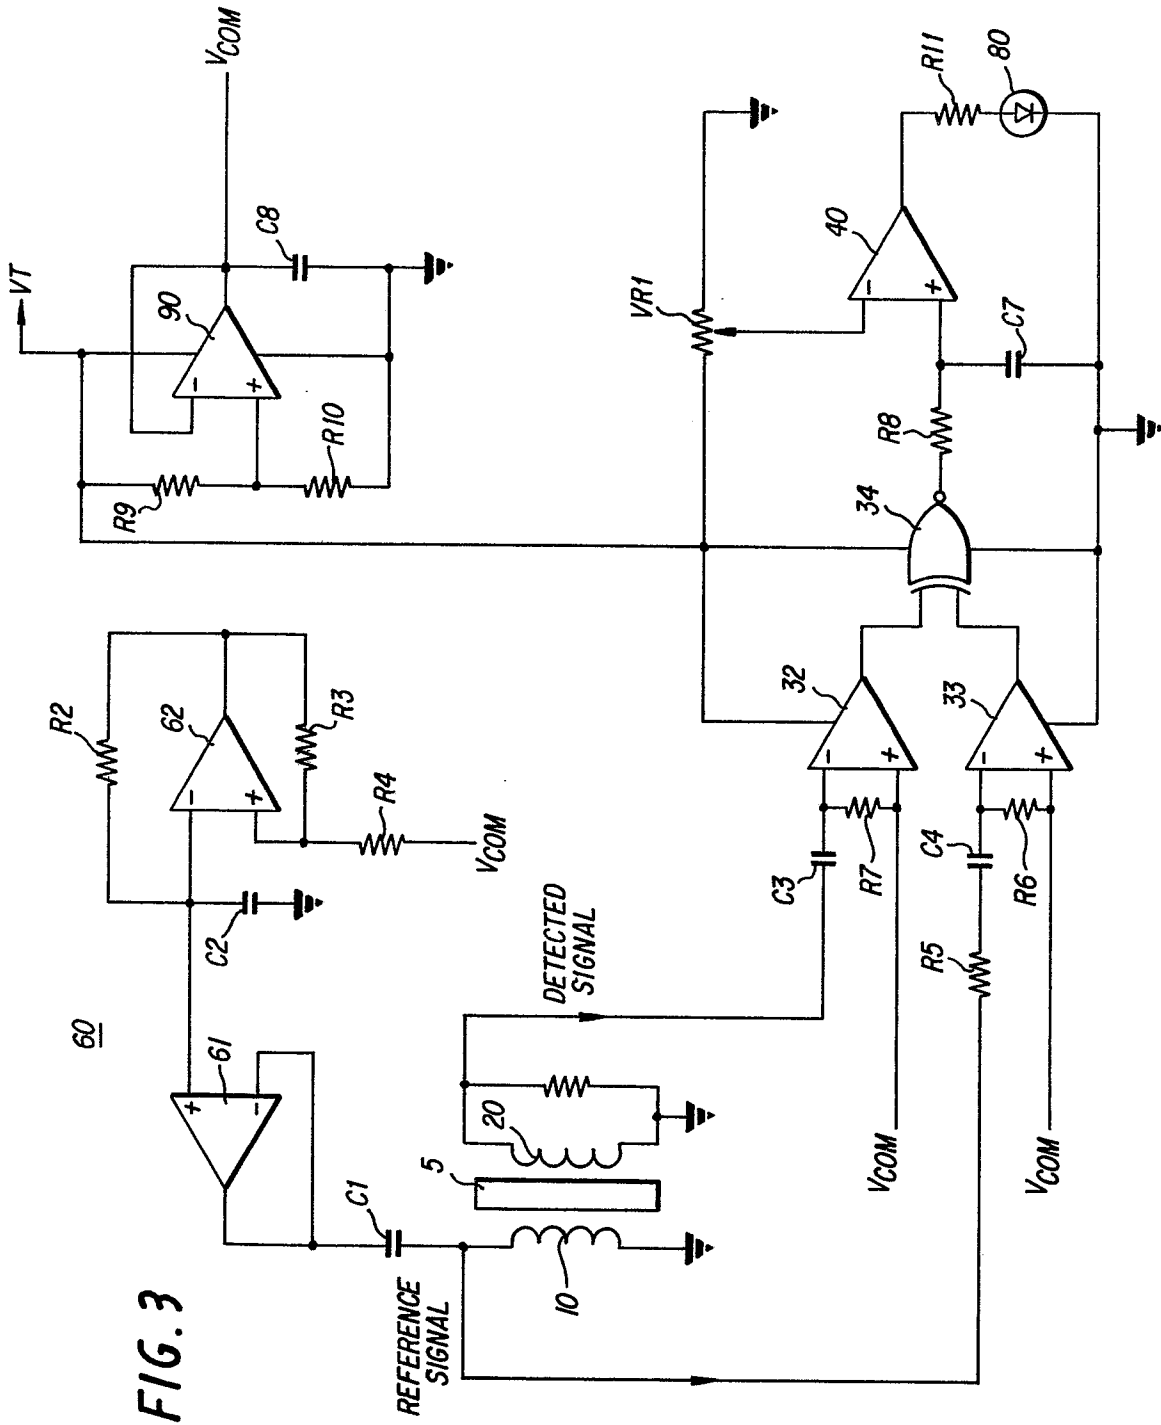 FIG. 3
60
VT
VCOM
R9
R10
90
C8
R2
R3
R4
62
VCOM
C2
61
+
-
-
+
-
+
C1
REFERENCE
SIGNAL
10
5
20
DETECTED
SIGNAL
C3
R7
VCOM
32
-
+
R5
C4
R6
VCOM
33
-
+
34
R8
C7
VR1
40
-
+
R11
80